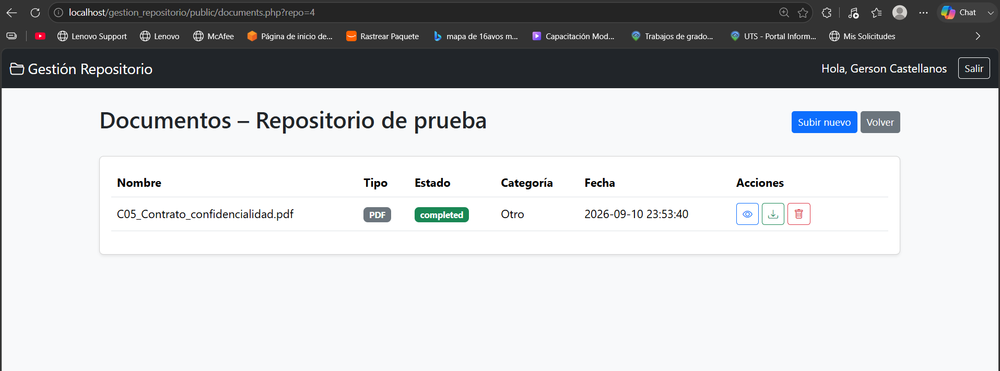 localhost/gestion_repositorio/public/documents.php?repo=4
Chat
Lenovo Support
Lenovo
McAfee
Página de inicio de...
Rastrear Paquete
mapa de 16avos m...
Capacitación Mod...
Trabajos de grado...
UTS - Portal Inform...
Mis Solicitudes
Gestión Repositorio
Hola, Gerson Castellanos
Salir
Documentos – Repositorio de prueba
Subir nuevo
Volver
Nombre Tipo Estado Categoría Fecha Acciones
C05_Contrato_confidencialidad.pdf PDF completed Otro 2026-09-10 23:53:40